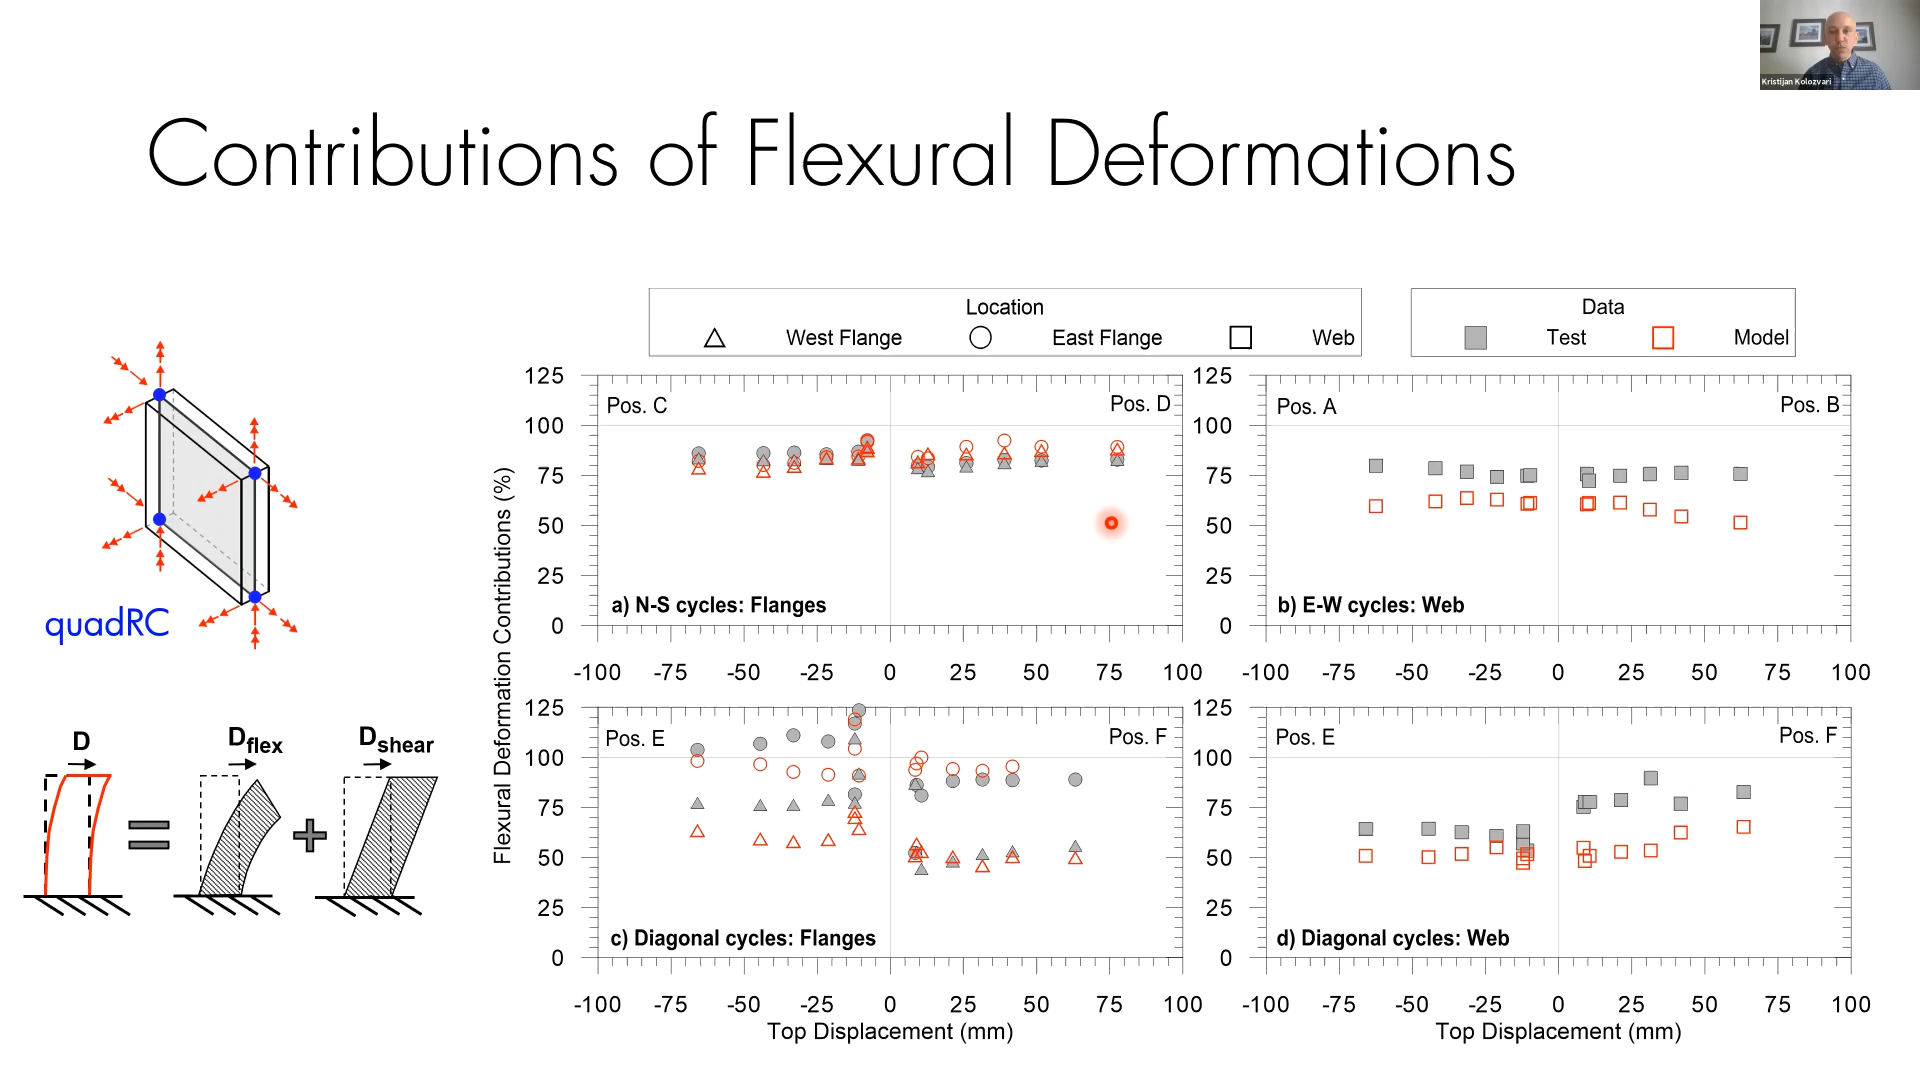 Kristijan Kolozvari
Contributions of Flexural Deformations
Location
West Flange East Flange Web
Data
Test Model
quadRC
D
Dflex
Dshear
Flexural Deformation Contributions (%)
125
100
75
50
25
0
Pos. C Pos. D
a) N-S cycles: Flanges
-100 -75 -50 -25 0 25 50 75 100
125
100
75
50
25
0
Pos. A Pos. B
b) E-W cycles: Web
-100 -75 -50 -25 0 25 50 75 100
125
100
75
50
25
0
Pos. E Pos. F
c) Diagonal cycles: Flanges
-100 -75 -50 -25 0 25 50 75 100
Top Displacement (mm)
125
100
75
50
25
0
Pos. E Pos. F
d) Diagonal cycles: Web
-100 -75 -50 -25 0 25 50 75 100
Top Displacement (mm)